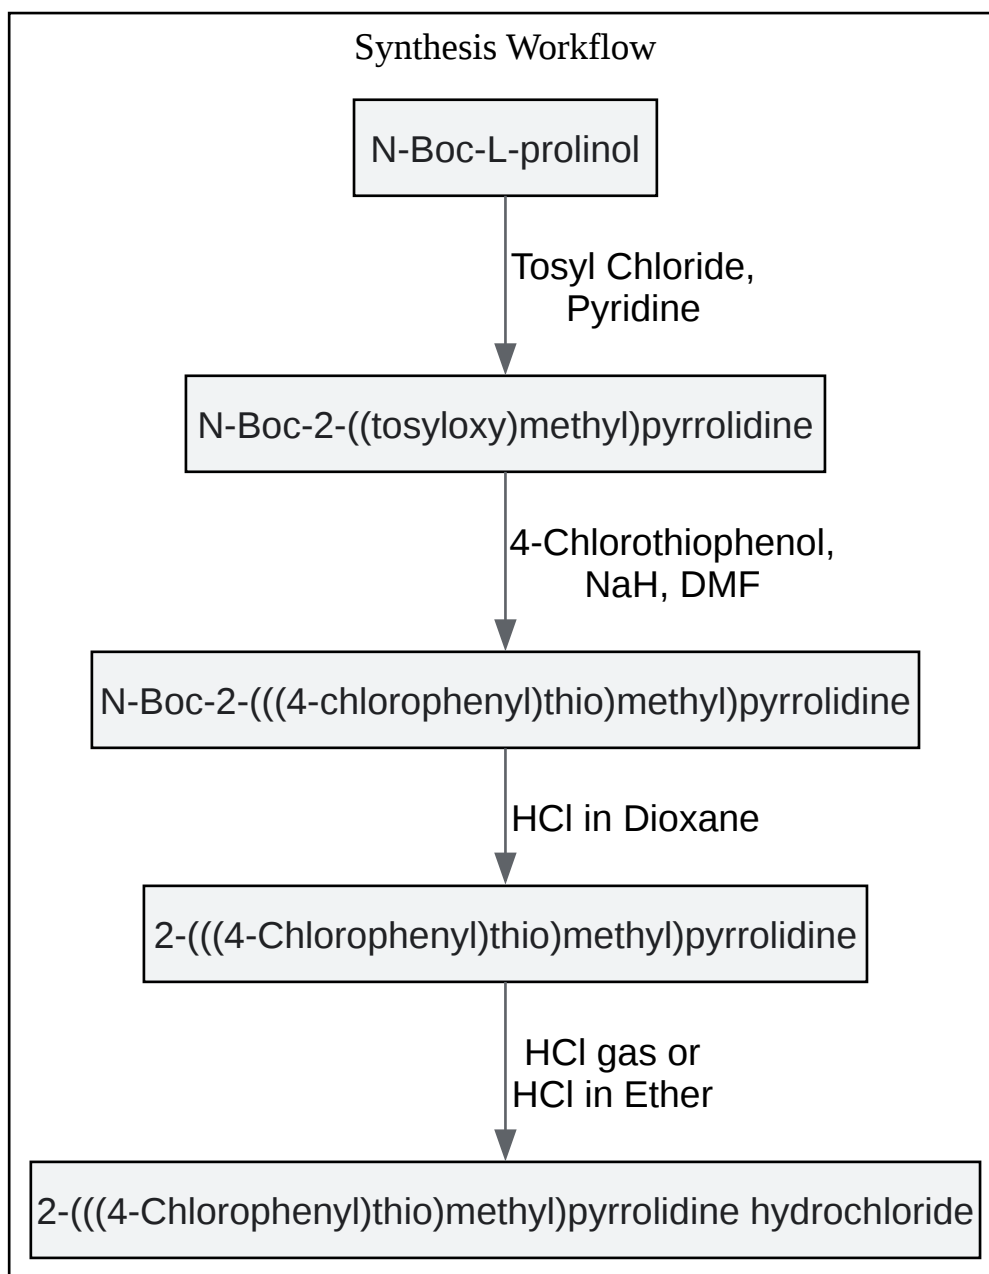 Synthesis Workflow
N-Boc-L-prolinol
Tosyl Chloride,
Pyridine
N-Boc-2-((tosyloxy)methyl)pyrrolidine
4-Chlorothiophenol,
NaH, DMF
N-Boc-2-(((4-chlorophenyl)thio)methyl)pyrrolidine
HCl in Dioxane
2-(((4-Chlorophenyl)thio)methyl)pyrrolidine
HCl gas or
HCl in Ether
2-(((4-Chlorophenyl)thio)methyl)pyrrolidine hydrochloride